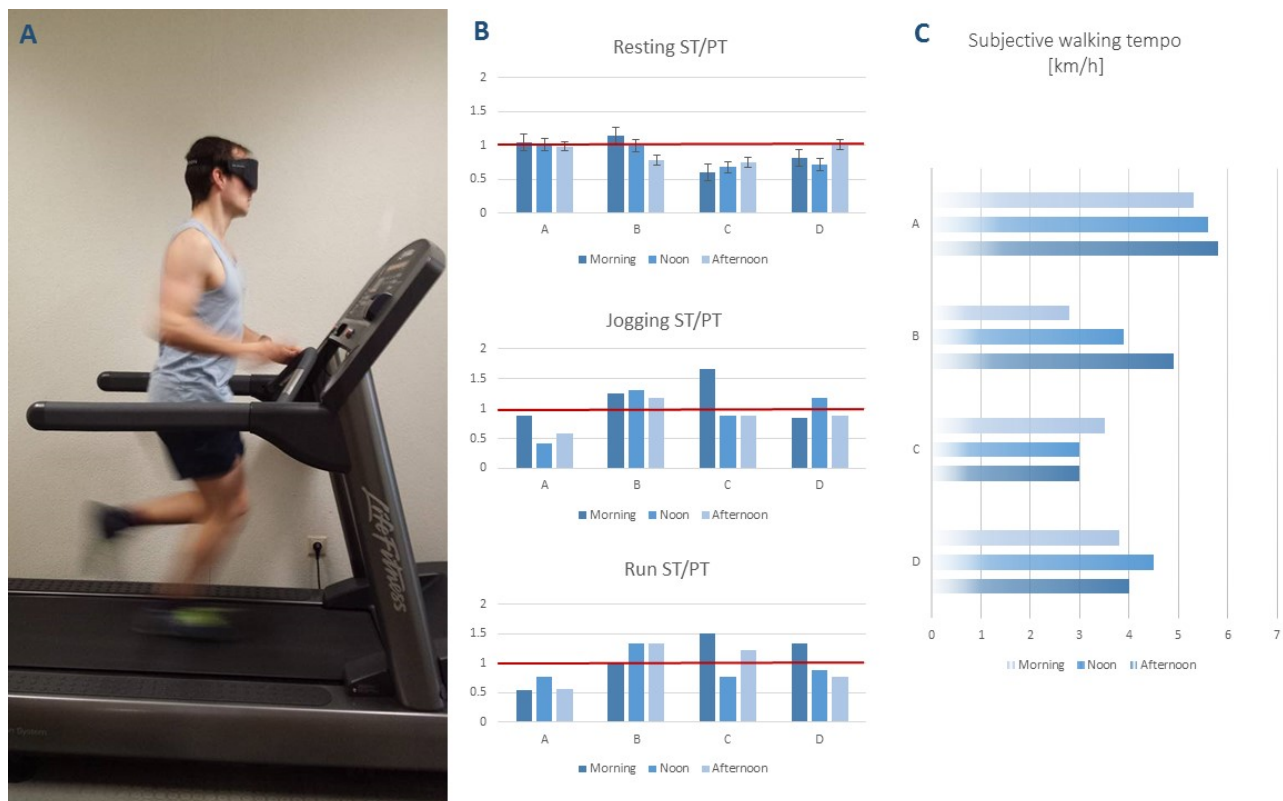 A
LifeFitness
System
B
Resting ST/PT
2
1.5
1
0.5
0
A B C D
Morning Noon Afternoon
Jogging ST/PT
2
1.5
1
0.5
0
A B C D
Morning Noon Afternoon
Run ST/PT
2
1.5
1
0.5
0
A B C D
Morning Noon Afternoon
C
Subjective walking tempo
[km/h]
A
B
C
D
0 1 2 3 4 5 6 7
Morning Noon Afternoon